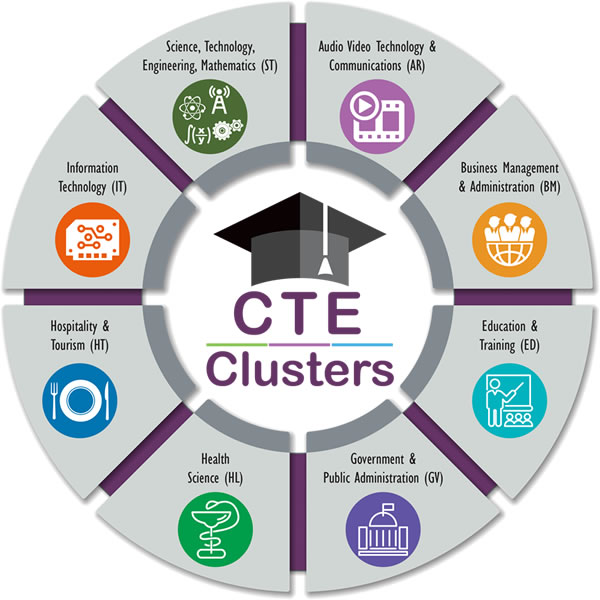 Science, Technology,
Engineering, Mathematics (ST)
Audio Video Technology &
Communications (AR)
Information
Technology (IT)
Business Management
& Administration (BM)
CTE
Clusters
Hospitality &
Tourism (HT)
Education &
Training (ED)
Health
Science (HL)
Government &
Public Administration (GV)